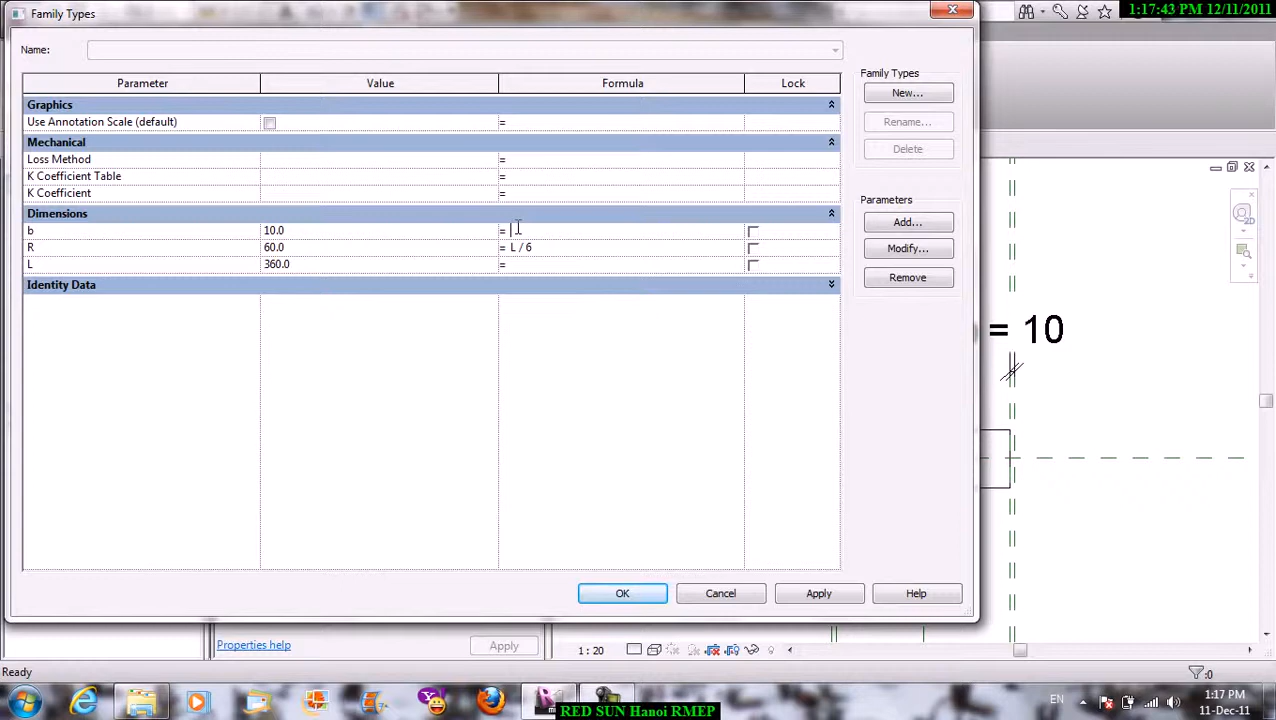 Family Types
1:17:43 PM 12/11/2011
Name:
Parameter Value Formula Lock
Family Types
New...
Rename...
Delete
Graphics
Use Annotation Scale (default) =
Mechanical
Loss Method =
K Coefficient Table =
K Coefficient =
Parameters
Add...
Modify...
Remove
Dimensions
b 10.0 =
R 60.0 = L / 6
L 360.0 =
Identity Data
= 10
2D
OK Cancel Apply Help
Properties help Apply
1 : 20
Ready
:0
EN
1:17 PM
11-Dec-11
RED SUN Hanoi RMEP